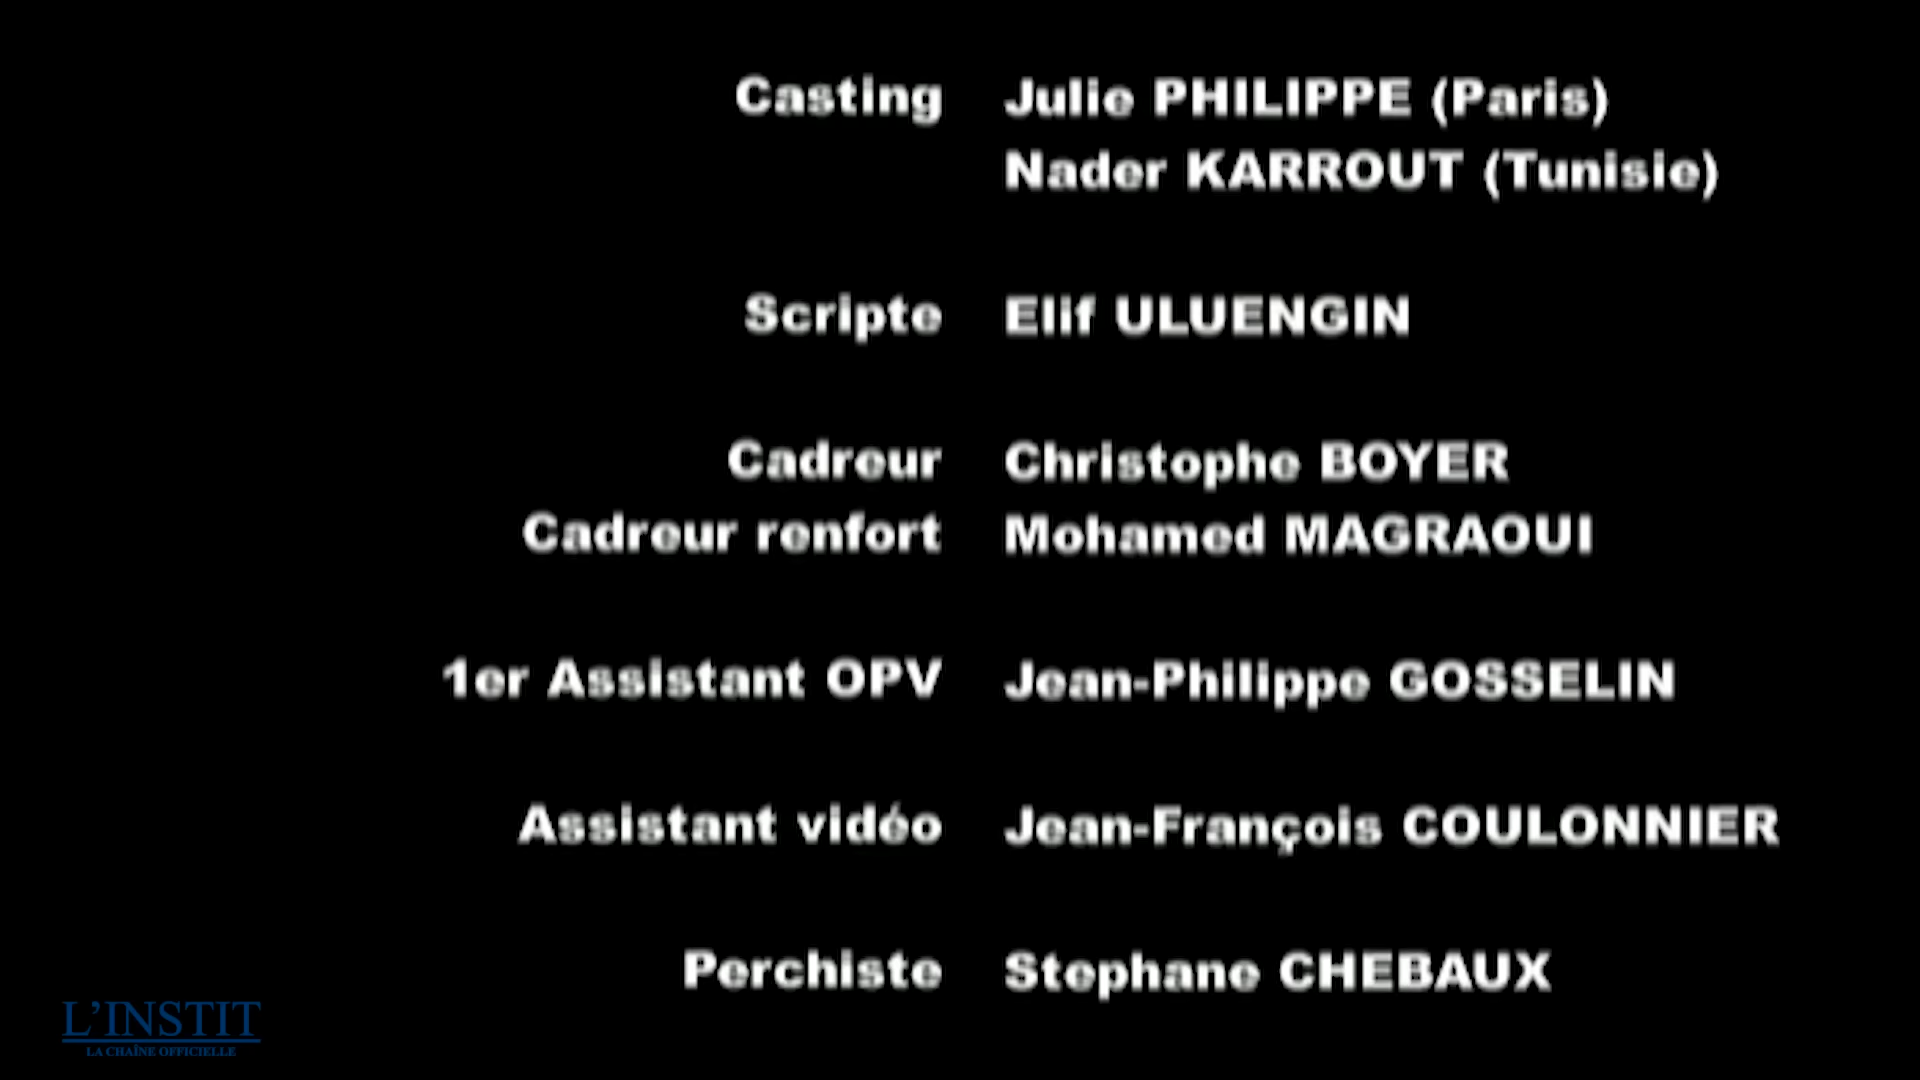 Casting Julie PHILIPPE (Paris)
Nader KARROUT (Tunisie)
Scripte Elif ULUENGIN
Cadreur Christophe BOYER
Cadreur renfort Mohamed MAGRAOUI
1er Assistant OPV Jean-Philippe GOSSELIN
Assistant vidéo Jean-François COULONNIER
Perchiste Stephane CHEBAUX
L'INSTIT
LA CHAÎNE OFFICIELLE